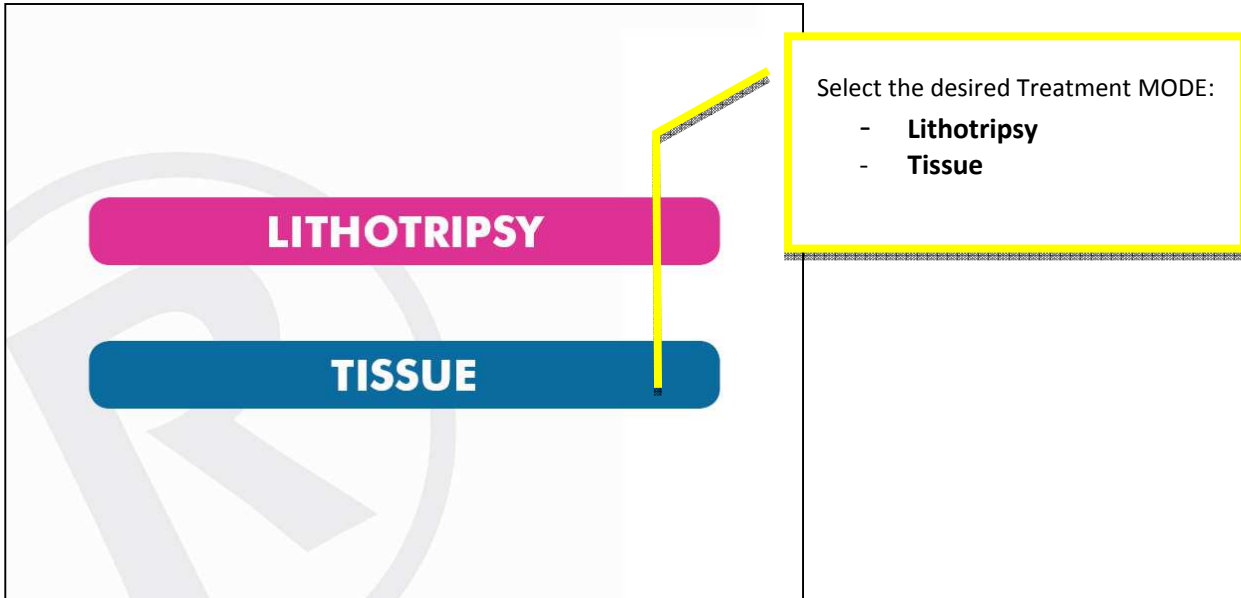 LITHOTRIPSY
TISSUE
Select the desired Treatment MODE:
- Lithotripsy
- Tissue